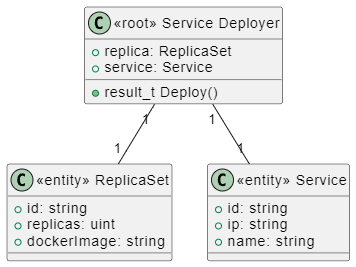 C «root» Service Deployer
replica: ReplicaSet
service: Service
result_t Deploy()
1 1
1 1
C «entity» ReplicaSet
id: string
replicas: uint
dockerImage: string
C «entity» Service
id: string
ip: string
name: string